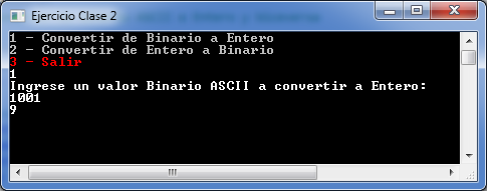 Ejercicio Clase 2
1 - Convertir de Binario a Entero
2 - Convertir de Entero a Binario
3 - Salir
1
Ingrese un valor Binario ASCII a convertir a Entero:
1001
9